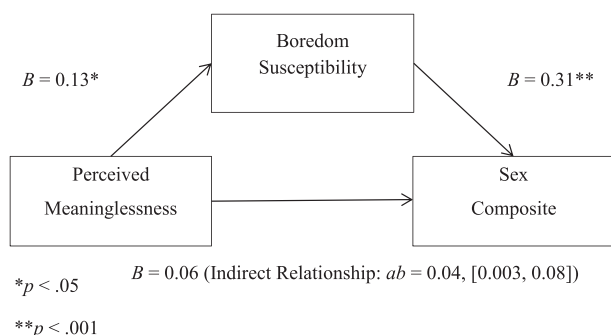 Boredom
Susceptibility
B = 0.13*
B = 0.31**
Perceived
Meaninglessness
Sex
Composite
B = 0.06 (Indirect Relationship: ab = 0.04, [0.003, 0.08])
*p < .05
**p < .001